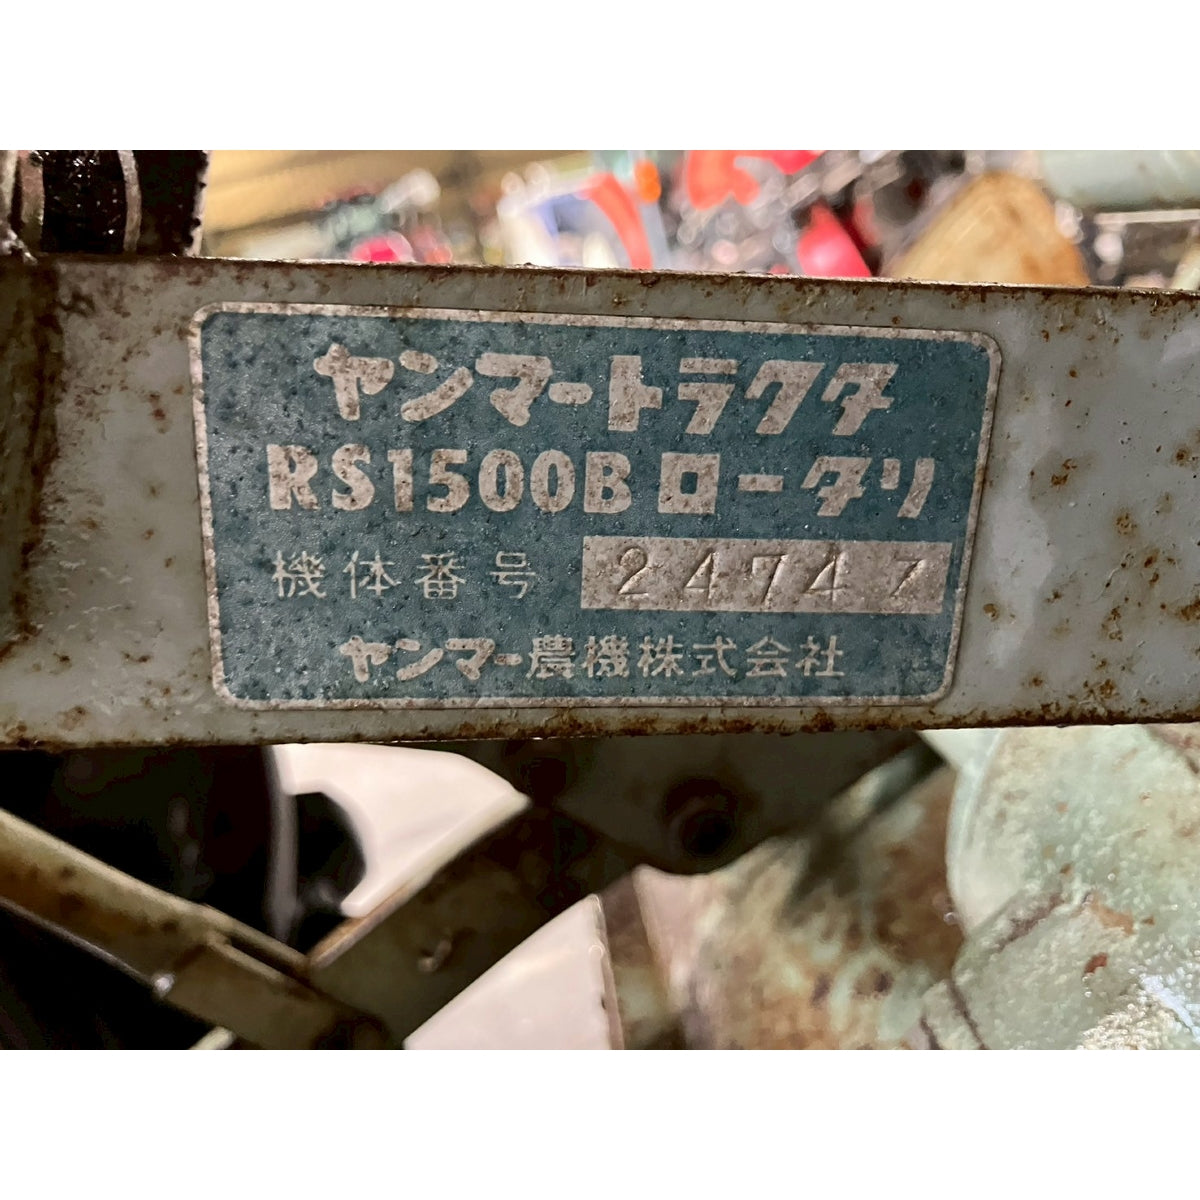 ヤンマートラクタ
RS1500Bロータリ
機体番号 24747
ヤンマー農機株式会社